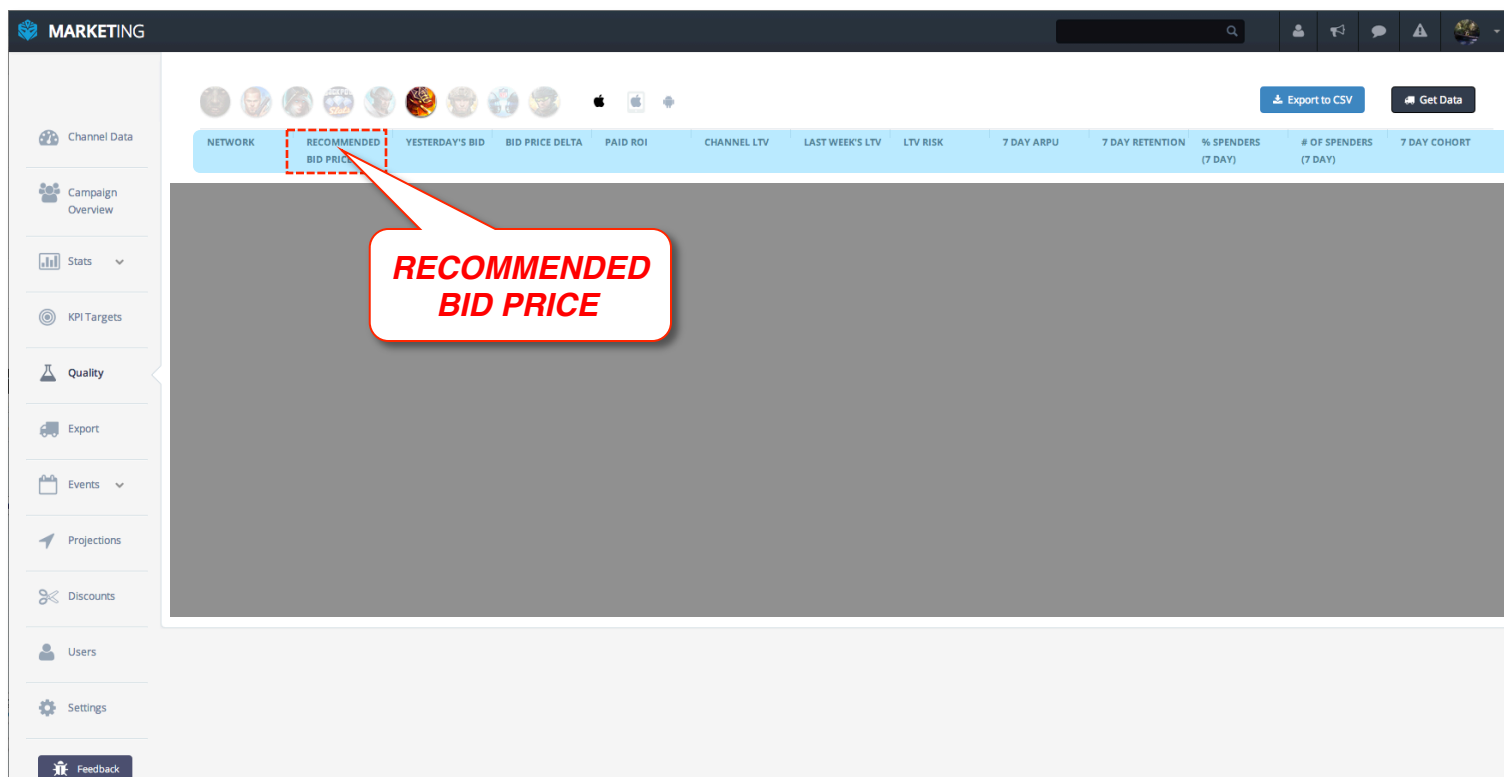 MARKETING
Export to CSV
Get Data
NETWORK
RECOMMENDED
BID PRICE
YESTERDAY'S BID
BID PRICE DELTA
PAID ROI
CHANNEL LTV
LAST WEEK'S LTV
LTV RISK
7 DAY ARPU
7 DAY RETENTION
% SPENDERS
(7 DAY)
# OF SPENDERS
(7 DAY)
7 DAY COHORT
RECOMMENDED
BID PRICE
Channel Data
Campaign
Overview
Stats
KPI Targets
Quality
Export
Events
Projections
Discounts
Users
Settings
Feedback